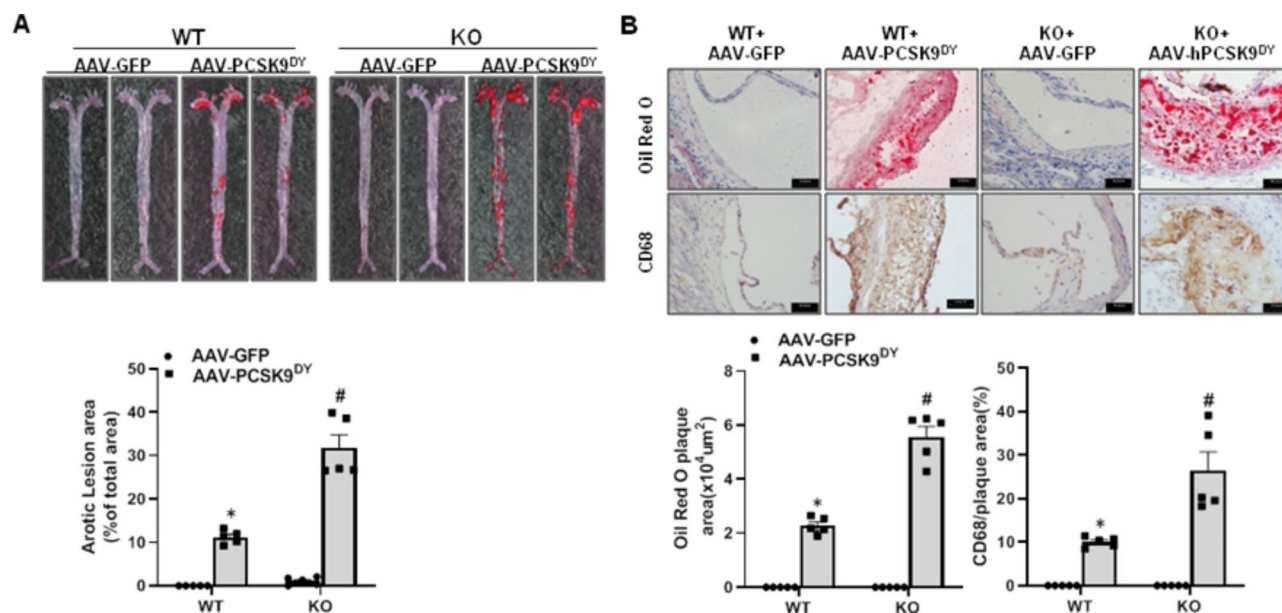 A
WT KO
AAV-GFP AAV-PCSK9DY AAV-GFP AAV-PCSK9DY
B
WT+ WT+ KO+ KO+
AAV-GFP AAV-PCSK9DY AAV-GFP AAV-hPCSK9DY
Oil Red O
CD68
AAV-GFP
AAV-PCSK9DY
Arotic Lesion area
(%of total area)
50
40
30
20
10
0
*
#
WT KO
AAV-GFP
AAV-PCSK9DY
Oil Red O plaque
area(x104um2)
8
6
4
2
0
*
#
WT KO
CD68/plaque area(%)
50
40
30
20
10
0
*
#
WT KO